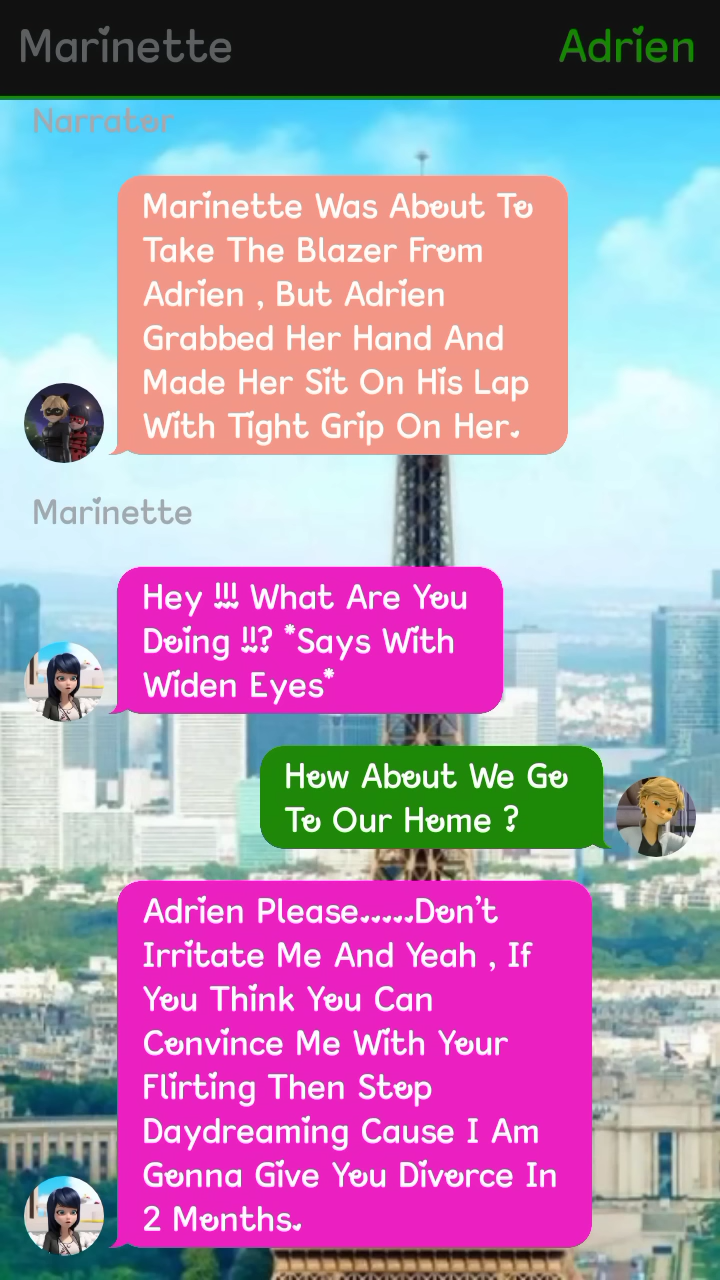 Marinette
Adrien
Narrater
Marinette Was About To
Take The Blazer From
Adrien , But Adrien
Grabbed Her Hand And
Made Her Sit On His Lap
With Tight Grip On Her.
Marinette
Hey !!! What Are You
Doing !!? *Says With
Widen Eyes*
How About We Go
To Our Home ?
Adrien Please.....Don't
Irritate Me And Yeah , If
You Think You Can
Convince Me With Your
Flirting Then Stop
Daydreaming Cause I Am
Gonna Give You Divorce In
2 Months.